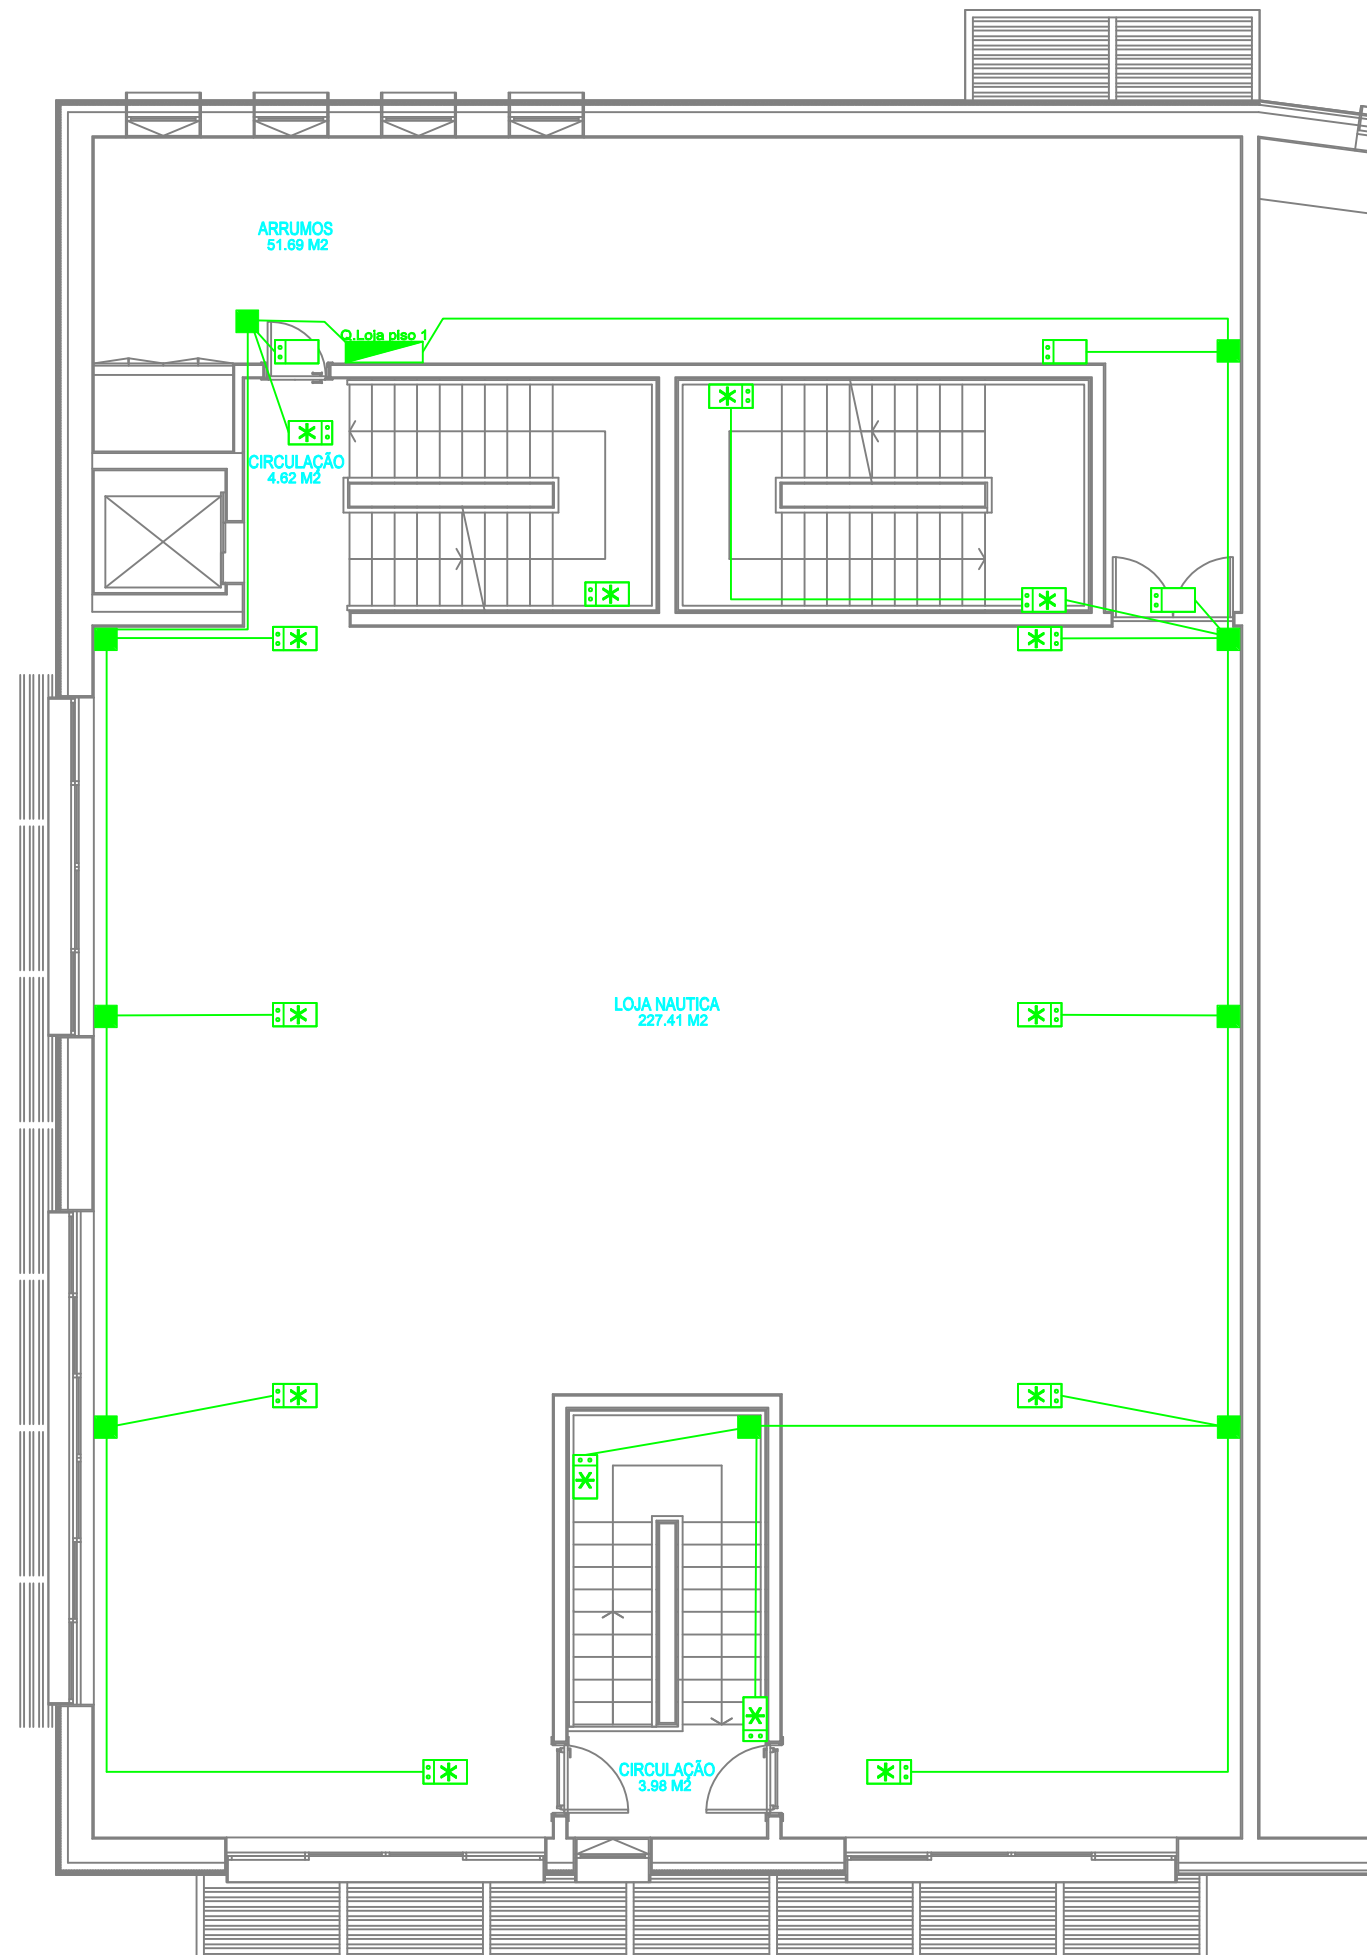 ARRUMOS
51.69 M2
Q.Loja piso 1
CIRCULAÇÃO
4.62 M2
LOJA NAUTICA
227.41 M2
CIRCULAÇÃO
3.98 M2